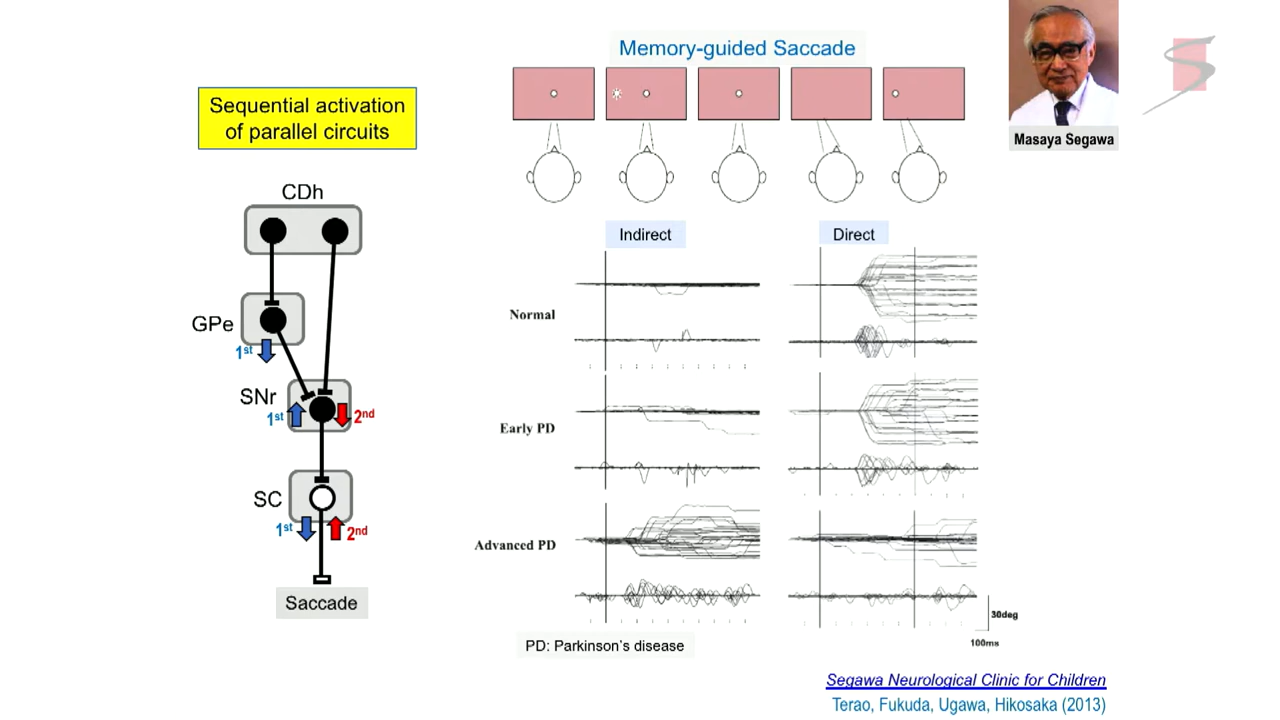 Memory-guided Saccade
Sequential activation
of parallel circuits
Masaya Segawa
CDh
GPe
1st
SNr
1st
2nd
SC
1st
2nd
Saccade
Indirect
Direct
Normal
Early PD
Advanced PD
30deg
100ms
PD: Parkinson's disease
Segawa Neurological Clinic for Children
Terao, Fukuda, Ugawa, Hikosaka (2013)